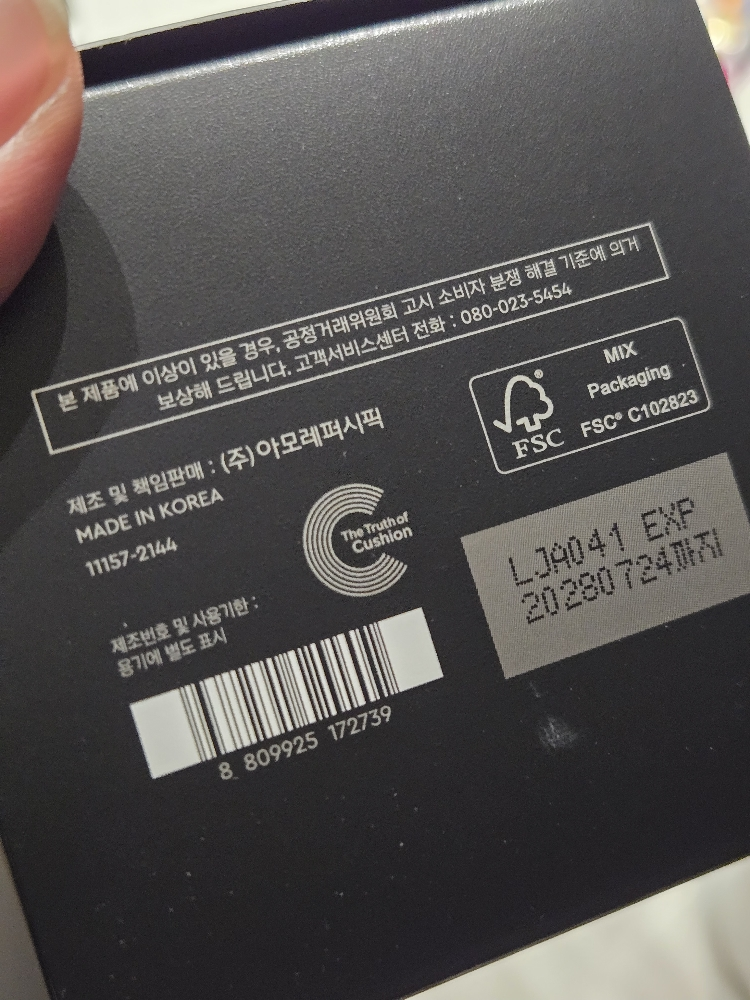 본 제품에 이상이 있을 경우, 공정거래위원회 고시 소비자 분쟁 해결 기준에 의거
보상해 드립니다. 고객서비스센터 전화 : 080-023-5454
제조 및 책임판매 : (주)아모레퍼시픽
MADE IN KOREA
11157-2144
The Truth of
Cushion
MIX
Packaging
FSC® C102823
FSC
LJA041 EXP
20280724까지
제조번호 및 사용기한 :
용기에 별도 표시
8 809925 172739